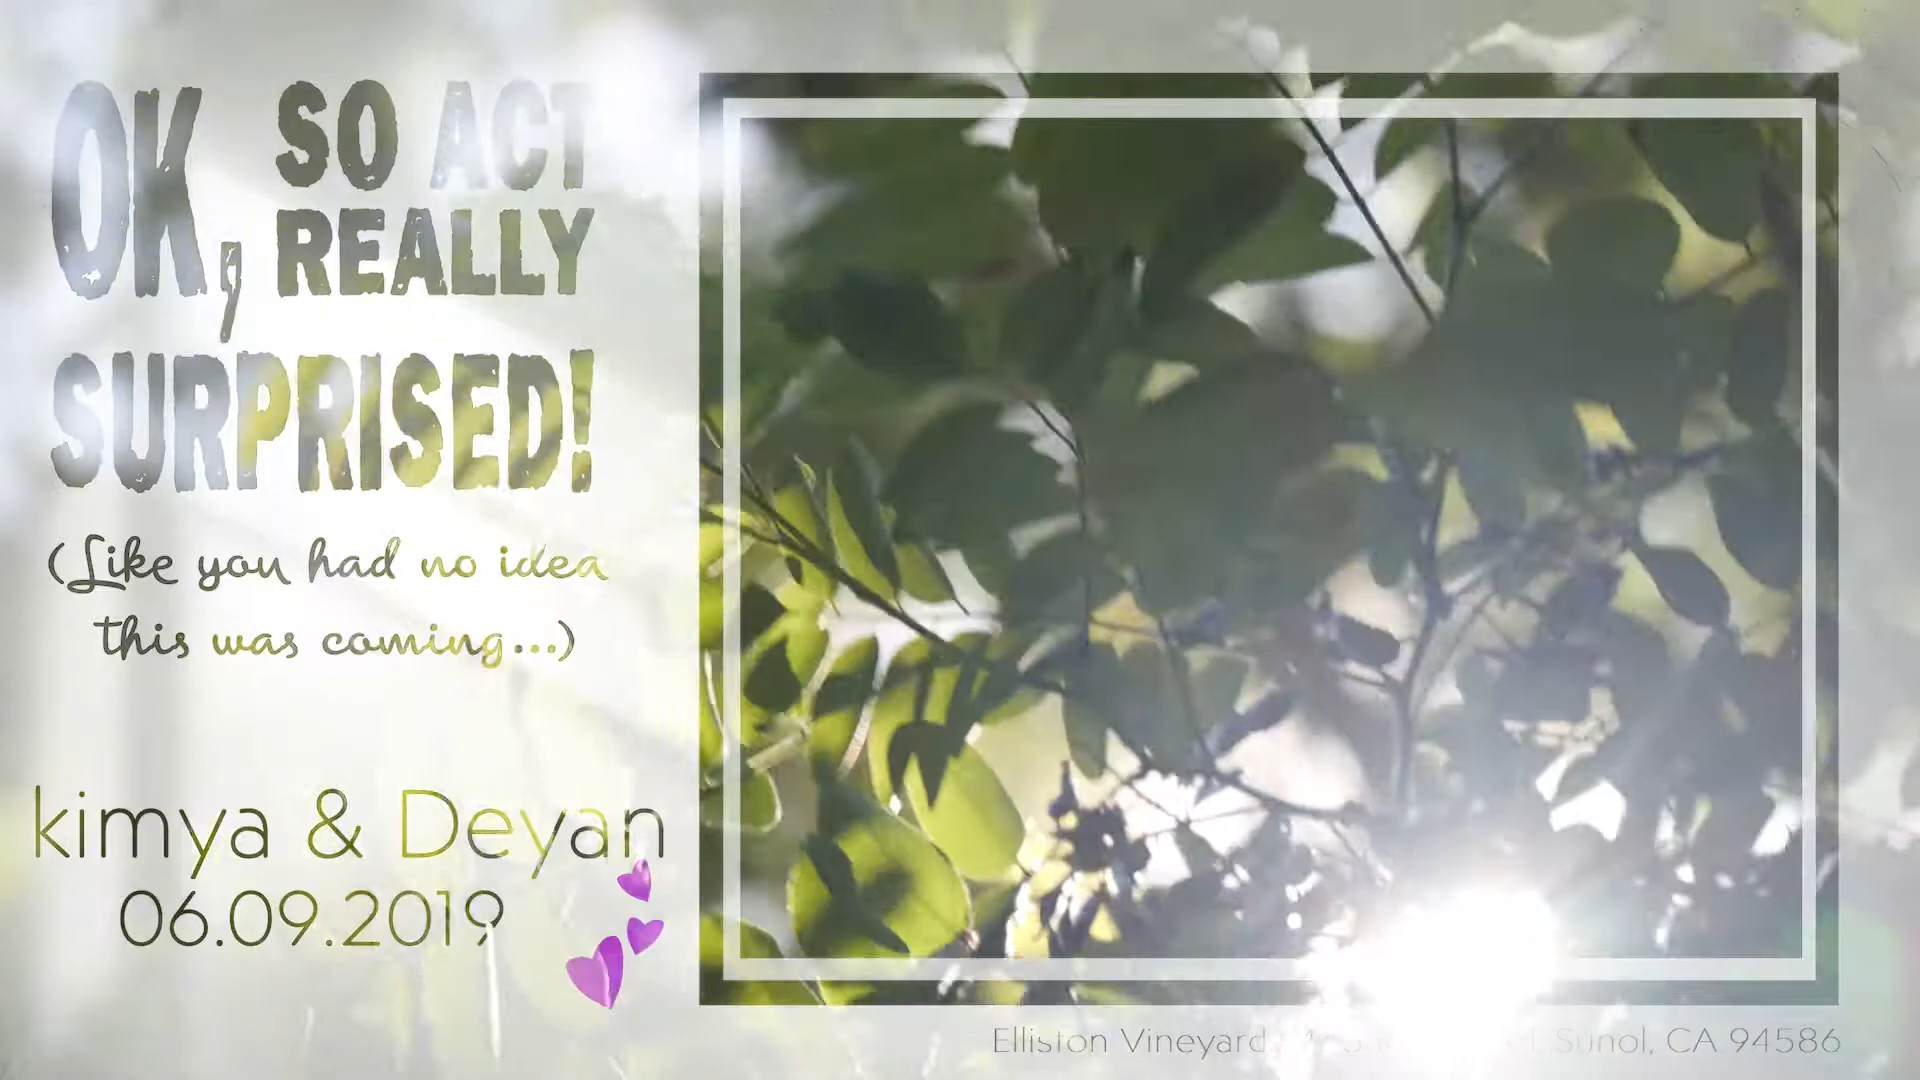 OK, SO ACT
REALLY
SURPRISED!
(Like you had no idea
this was coming...)
kimya & Deyan
06.09.2019
Elliston Vineyard Sunol, CA 94586